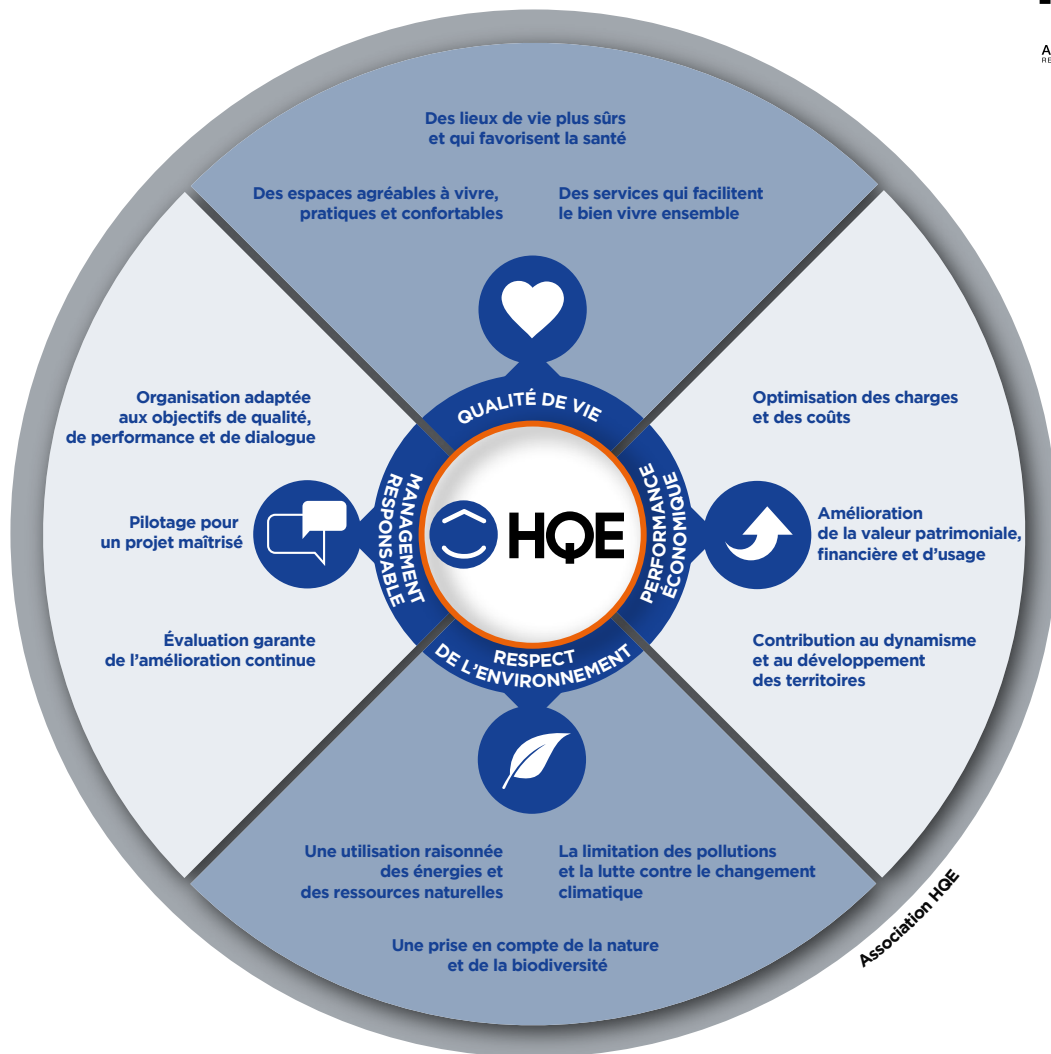 Des lieux de vie plus sûrs
et qui favorisent la santé
Des espaces agréables à vivre,
pratiques et confortables
Des services qui facilitent
le bien vivre ensemble
QUALITÉ DE VIE
Organisation adaptée
aux objectifs de qualité,
de performance et de dialogue
Pilotage pour
un projet maîtrisé
Évaluation garante
de l'amélioration continue
MANAGEMENT
RESPONSABLE
HQE
PERFORMANCE
ÉCONOMIQUE
Optimisation des charges
et des coûts
Amélioration
de la valeur patrimoniale,
financière et d'usage
Contribution au dynamisme
et au développement
des territoires
RESPECT
DE L'ENVIRONNEMENT
Une utilisation raisonnée
des énergies et
des ressources naturelles
La limitation des pollutions
et la lutte contre le changement
climatique
Une prise en compte de la nature
et de la biodiversité
Association HQE